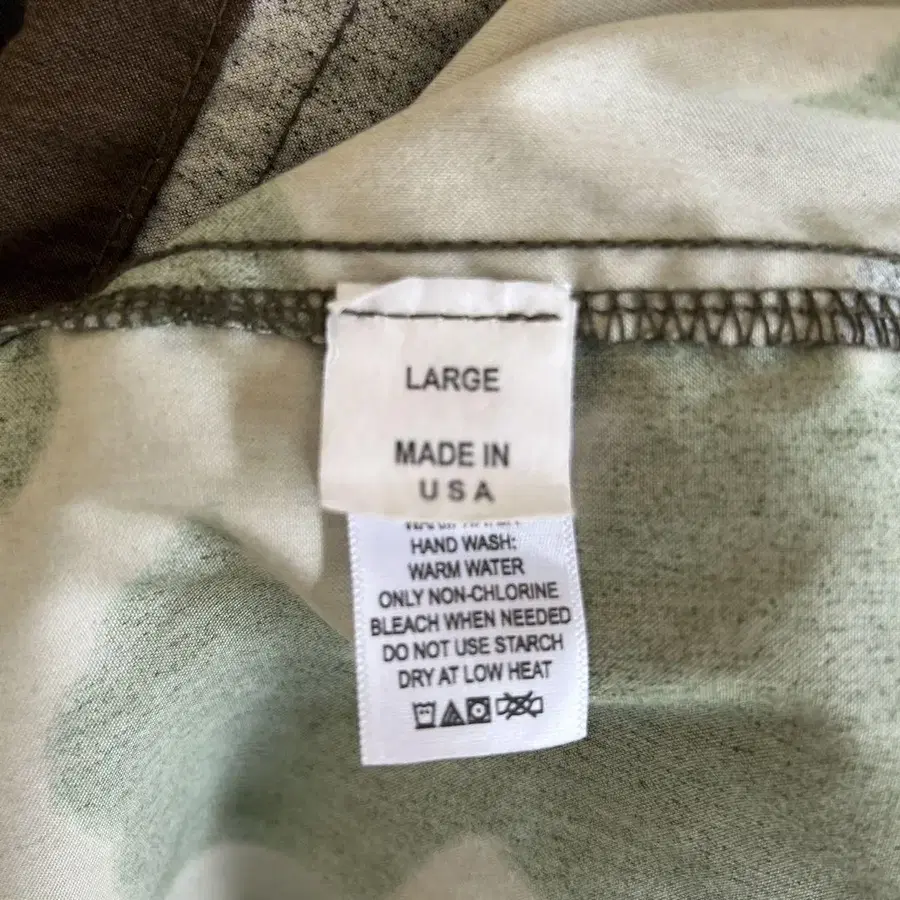 LARGE
MADE IN
USA
HAND WASH:
WARM WATER
ONLY NON-CHLORINE
BLEACH WHEN NEEDED
DO NOT USE STARCH
DRY AT LOW HEAT